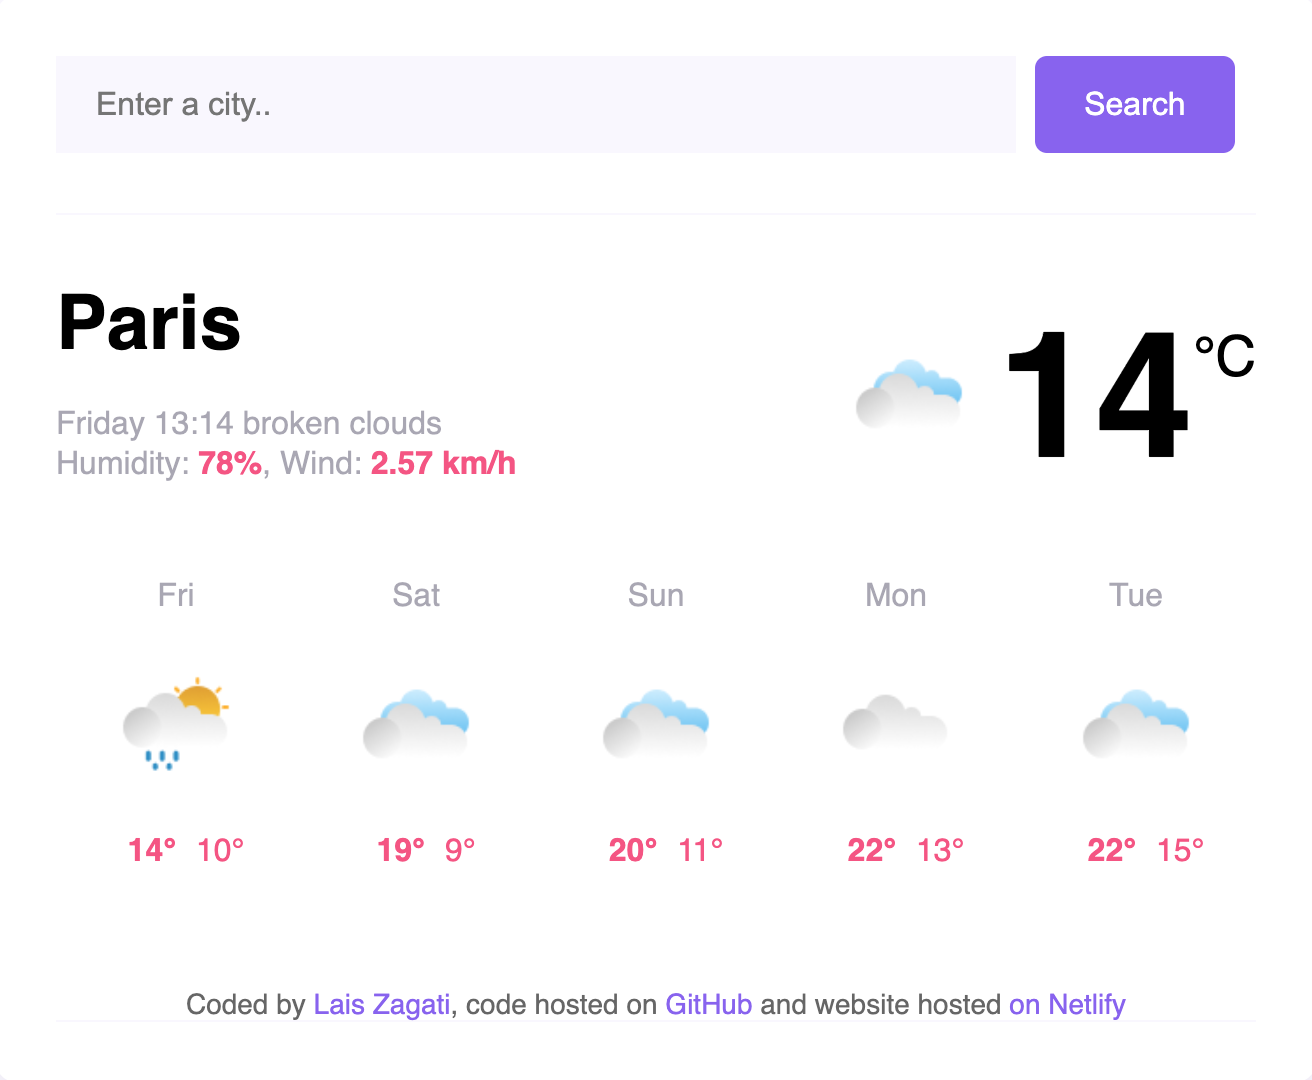 Enter a city..
Search
Paris
14
°C
Friday 13:14 broken clouds
Humidity: 78%, Wind: 2.57 km/h
Fri Sat Sun Mon Tue
14° 10° 19° 9° 20° 11° 22° 13° 22° 15°
Coded by Lais Zagati, code hosted on GitHub and website hosted on Netlify